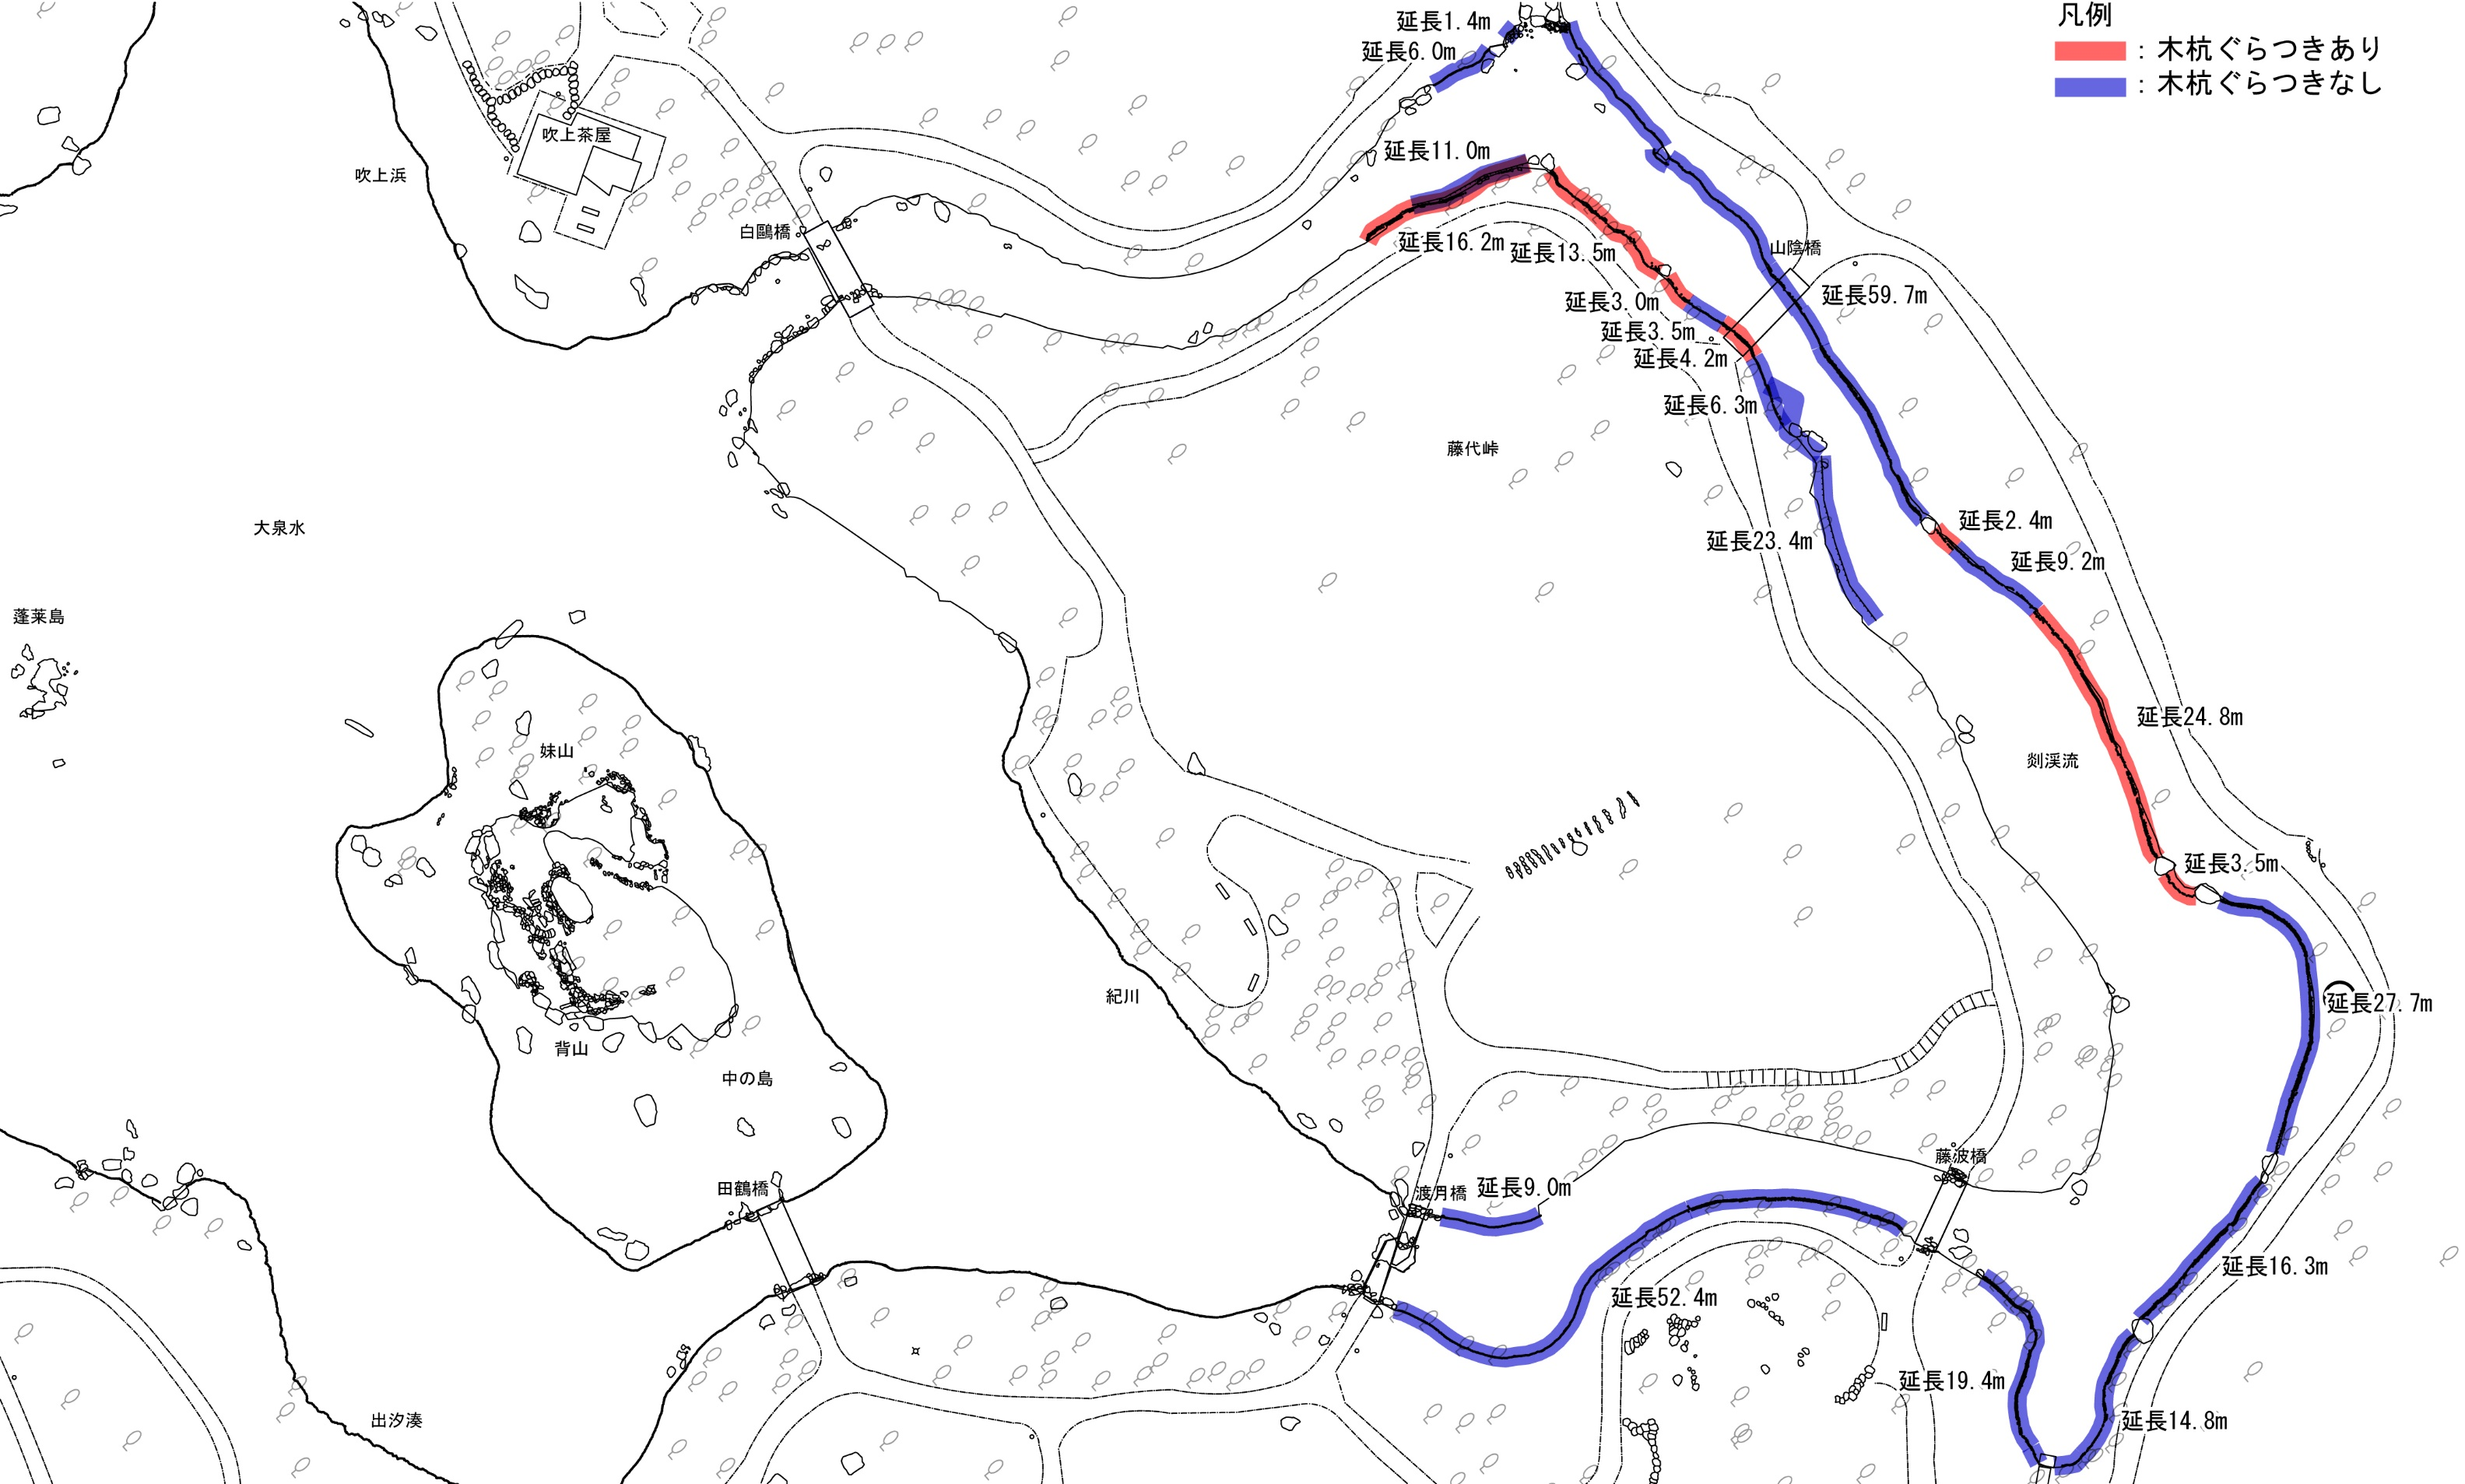 凡例
：木杭ぐらつきあり
：木杭ぐらつきなし
延長1.4m
延長6.0m
吹上茶屋
延長11.0m
吹上浜
白鷗橋
延長16.2m
延長13.5m
山陰橋
延長59.7m
延長3.0m
延長3.5m
延長4.2m
延長6.3m
藤代峠
大泉水
延長2.4m
延長23.4m
延長9.2m
蓬莱島
延長24.8m
妹山
剡渓流
延長3.5m
紀川
延長27.7m
背山
中の島
藤波橋
田鶴橋
渡月橋
延長9.0m
延長16.3m
延長52.4m
延長19.4m
出汐湊
延長14.8m